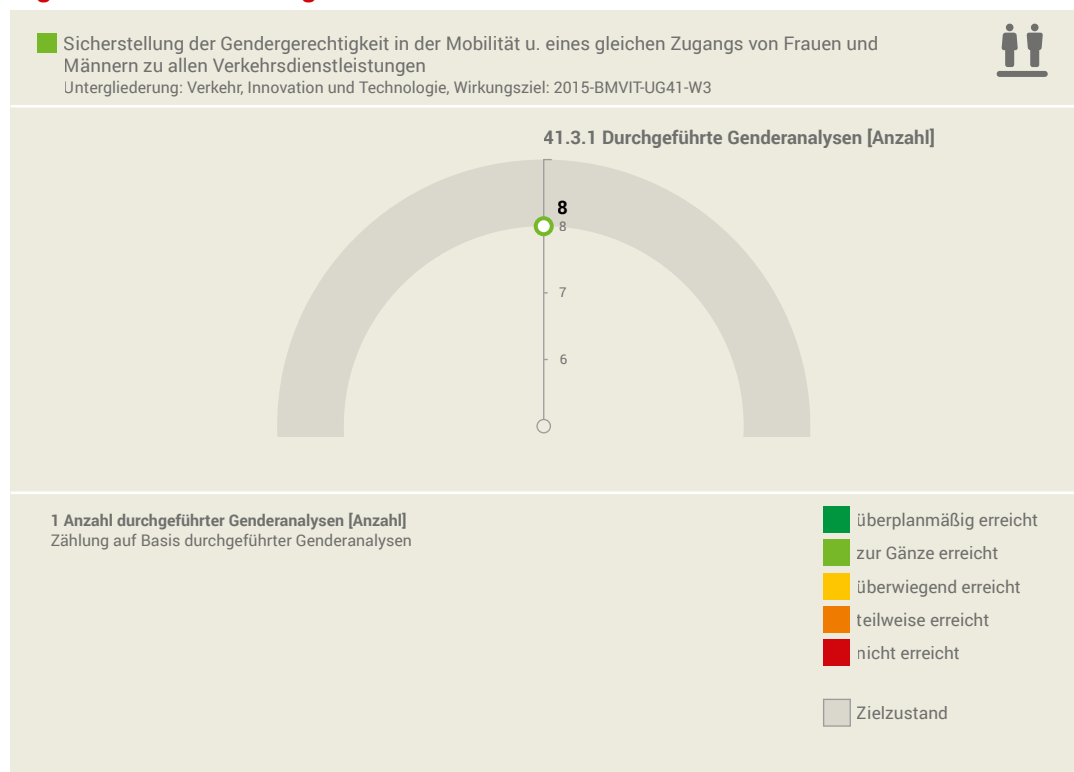 Sicherstellung der Gendergerechtigkeit in der Mobilität u. eines gleichen Zugangs von Frauen und
Männern zu allen Verkehrsdienstleistungen
Untergliederung: Verkehr, Innovation und Technologie, Wirkungsziel: 2015-BMVIT-UG41-W3
41.3.1 Durchgeführte Genderanalysen [Anzahl]
8
8
7
6
1 Anzahl durchgeführter Genderanalysen [Anzahl]
Zählung auf Basis durchgeführter Genderanalysen
überplanmäßig erreicht
zur Gänze erreicht
überwiegend erreicht
teilweise erreicht
nicht erreicht
Zielzustand